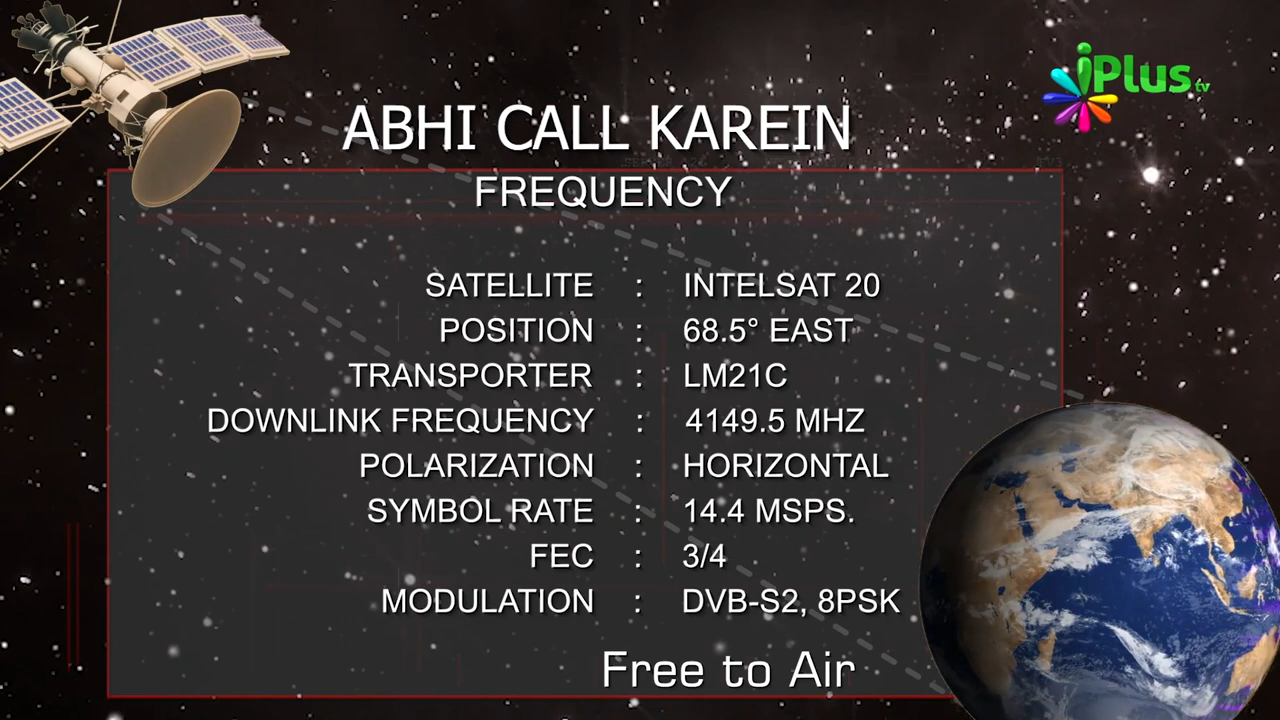 iPlus tv
ABHI CALL KAREIN
FREQUENCY
SATELLITE : INTELSAT 20
POSITION : 68.5° EAST
TRANSPORTER : LM21C
DOWNLINK FREQUENCY : 4149.5 MHZ
POLARIZATION : HORIZONTAL
SYMBOL RATE : 14.4 MSPS.
FEC : 3/4
MODULATION : DVB-S2, 8PSK
Free to Air